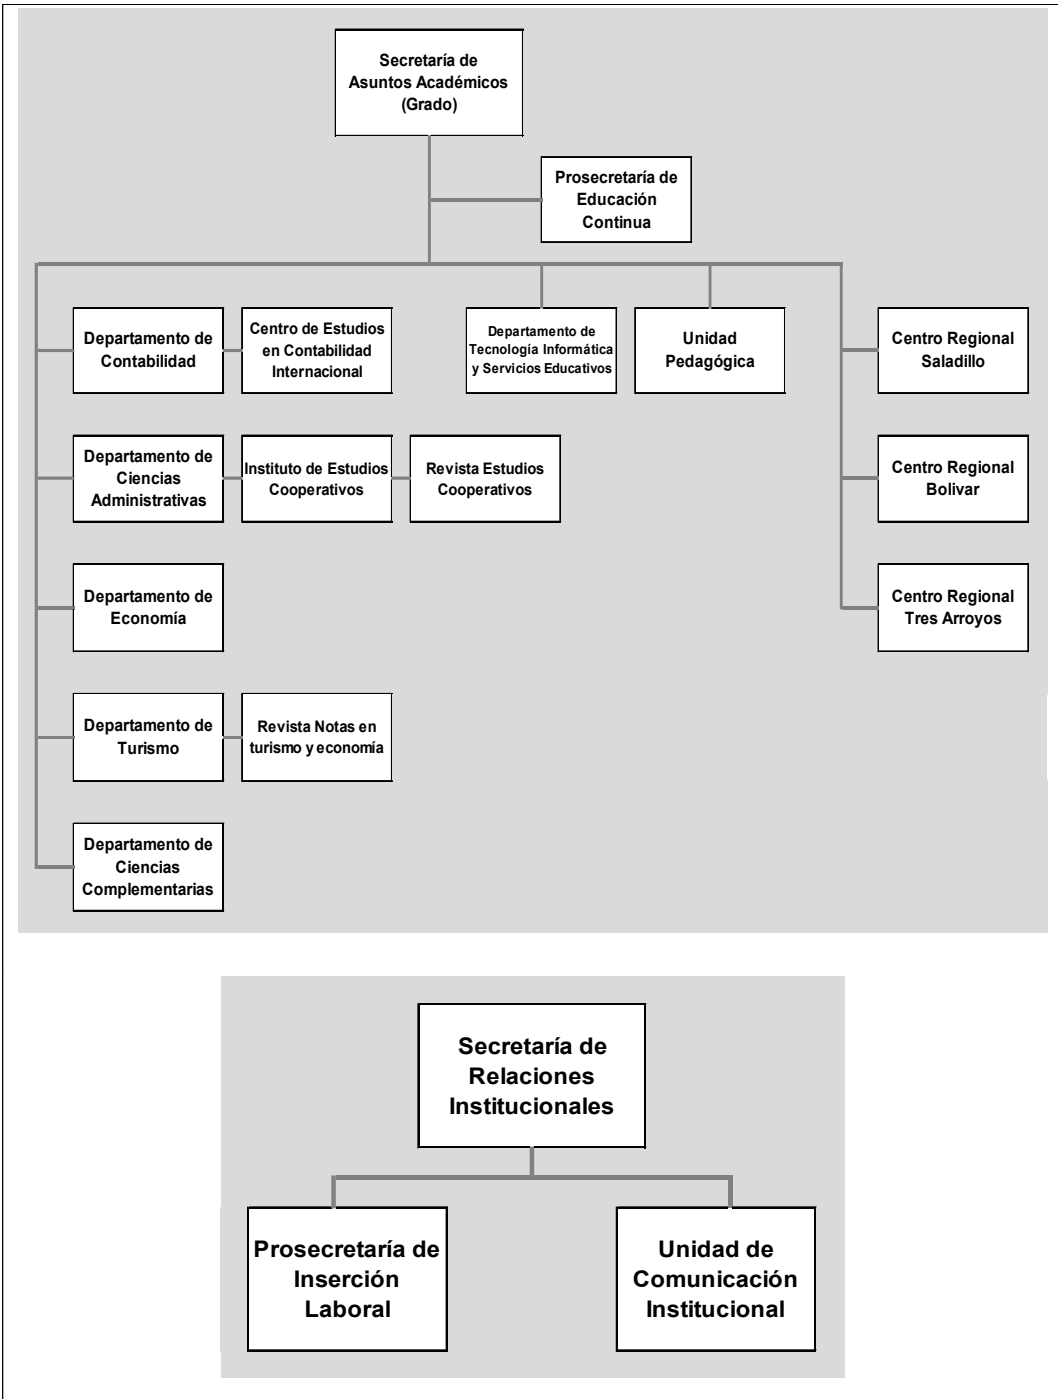 Secretaría de
Asuntos Académicos
(Grado)
Prosecretaría de
Educación
Continua
Departamento de
Contabilidad
Centro de Estudios
en Contabilidad
Internacional
Departamento de
Tecnología Informática
y Servicios Educativos
Unidad
Pedagógica
Centro Regional
Saladillo
Departamento de
Ciencias
Administrativas
Instituto de Estudios
Cooperativos
Revista Estudios
Cooperativos
Centro Regional
Bolivar
Departamento de
Economía
Centro Regional
Tres Arroyos
Departamento de
Turismo
Revista Notas en
turismo y economía
Departamento de
Ciencias
Complementarias
Secretaría de
Relaciones
Institucionales
Prosecretaría de
Inserción
Laboral
Unidad de
Comunicación
Institucional